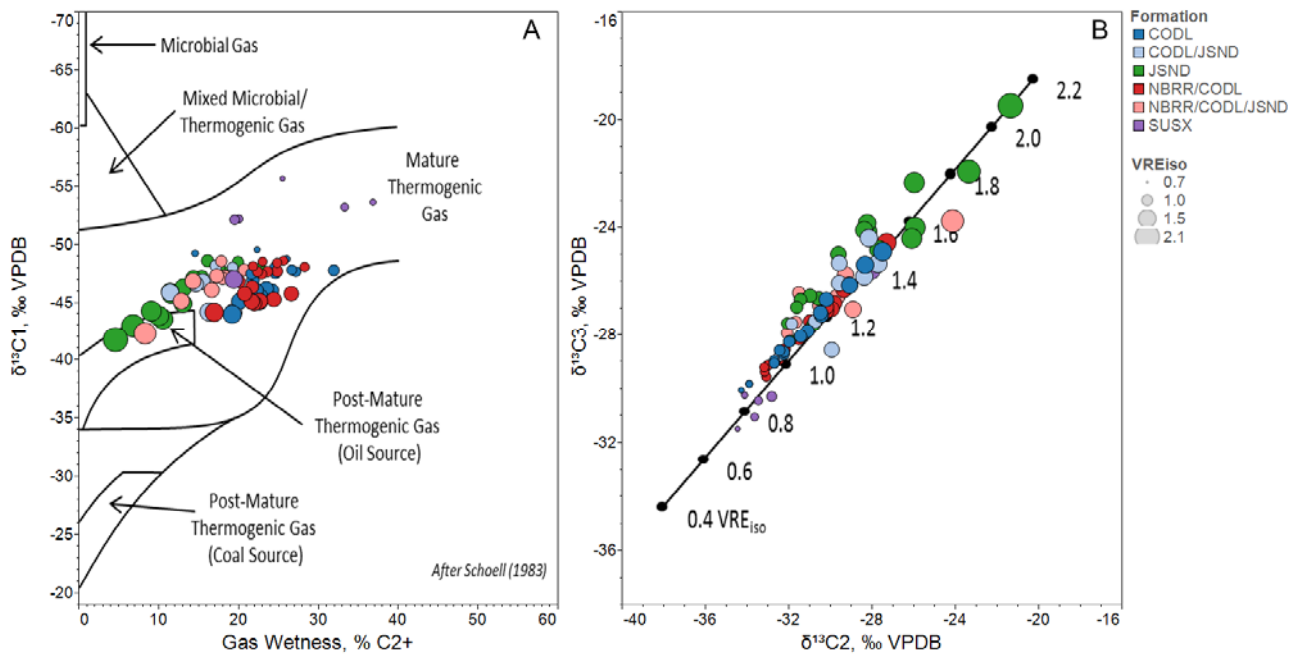 A
-70
-65
-60
-55
-50
-45
-40
-35
-30
-25
-20
δ¹³C1, ‰ VPDB
Microbial Gas
Mixed Microbial/
Thermogenic Gas
Mature
Thermogenic
Gas
Post-Mature
Thermogenic Gas
(Oil Source)
Post-Mature
Thermogenic Gas
(Coal Source)
After Schoell (1983)
0 10 20 30 40 50 60
Gas Wetness, % C2+
B
-16
-20
-24
-28
-32
-36
δ¹³C3, ‰ VPDB
2.2
2.0
1.8
1.6
1.4
1.2
1.0
0.8
0.6
0.4 VREiso
-40 -36 -32 -28 -24 -20 -16
δ¹³C2, ‰ VPDB
Formation
CODL
CODL/JSND
JSND
NBRR/CODL
NBRR/CODL/JSND
SUSX
VREiso
0.7
1.0
1.5
2.1